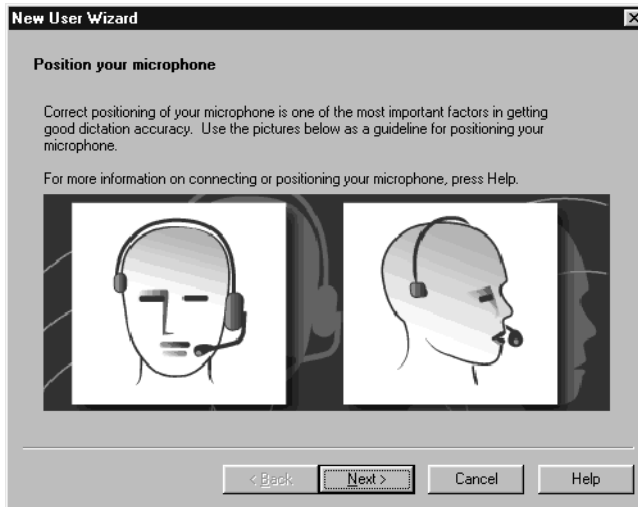 New User Wizard
Position your microphone
Correct positioning of your microphone is one of the most important factors in getting
good dictation accuracy. Use the pictures below as a guideline for positioning your
microphone.
For more information on connecting or positioning your microphone, press Help.
< Back Next > Cancel Help